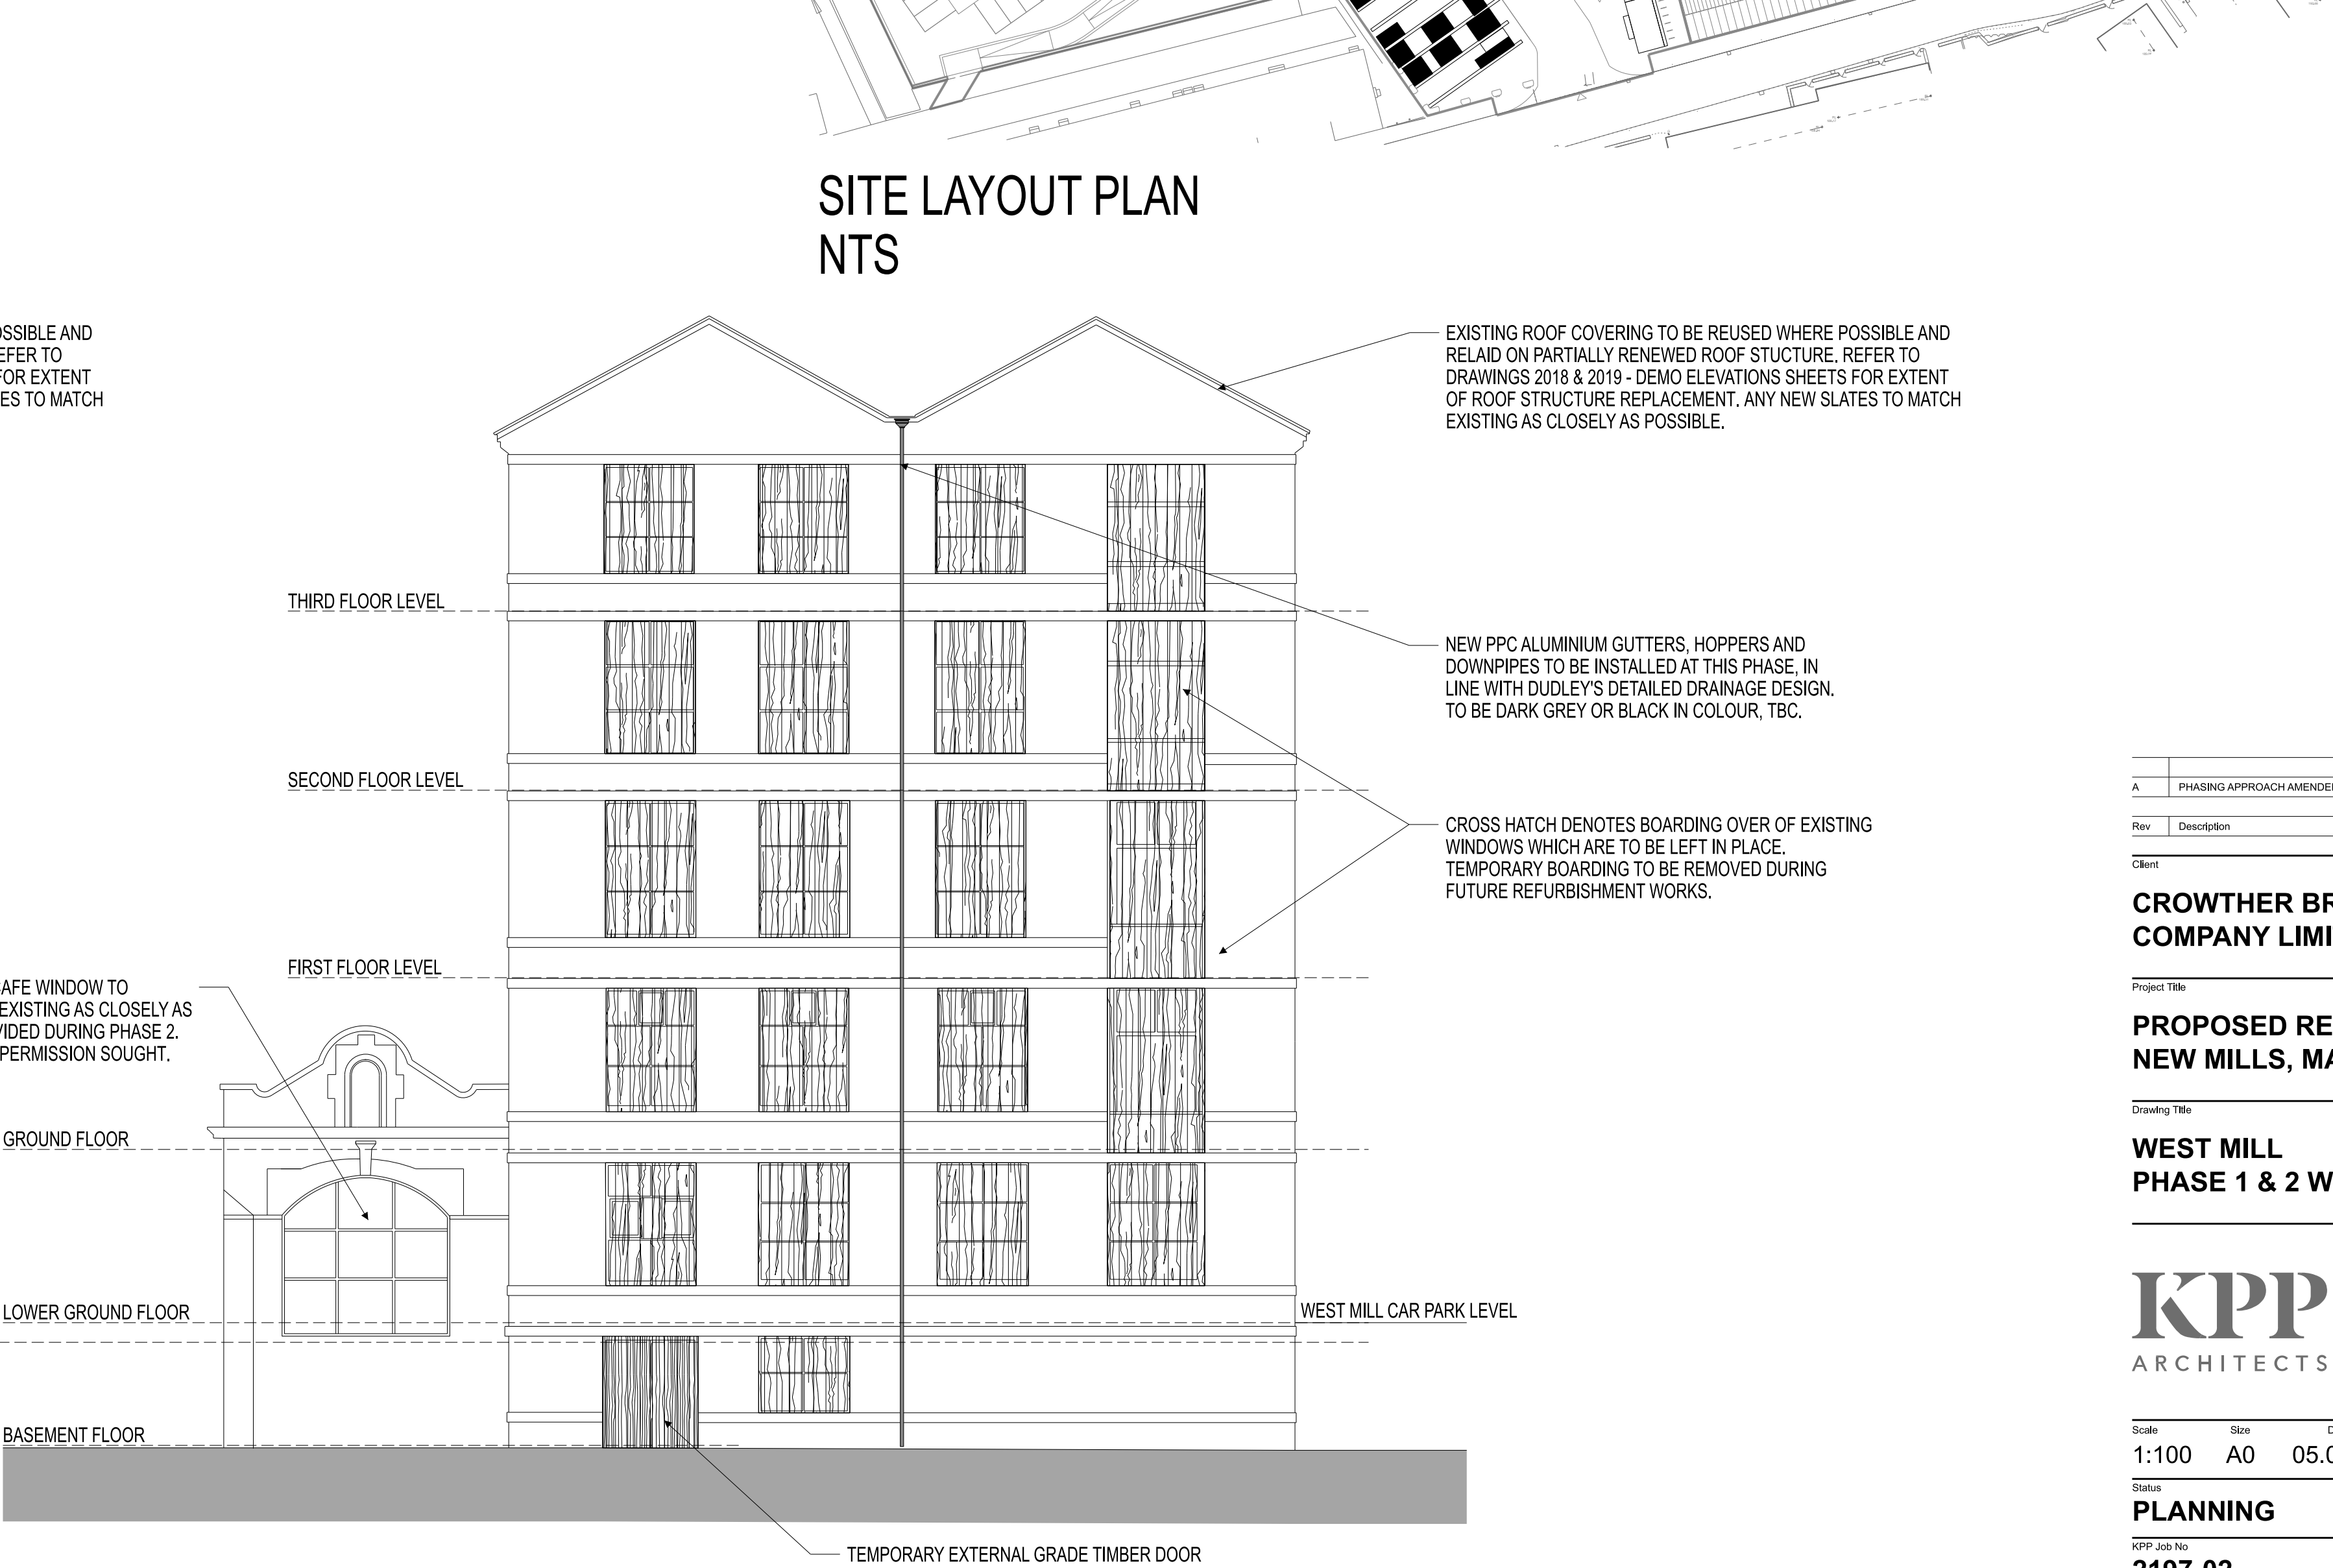 SITE LAYOUT PLAN
NTS
OSSIBLE AND
EFER TO
FOR EXTENT
ES TO MATCH
EXISTING ROOF COVERING TO BE REUSED WHERE POSSIBLE AND
RELAID ON PARTIALLY RENEWED ROOF STUCTURE. REFER TO
DRAWINGS 2018 & 2019 - DEMO ELEVATIONS SHEETS FOR EXTENT
OF ROOF STRUCTURE REPLACEMENT. ANY NEW SLATES TO MATCH
EXISTING AS CLOSELY AS POSSIBLE.
THIRD FLOOR LEVEL
NEW PPC ALUMINIUM GUTTERS, HOPPERS AND
DOWNPIPES TO BE INSTALLED AT THIS PHASE, IN
LINE WITH DUDLEY'S DETAILED DRAINAGE DESIGN.
TO BE DARK GREY OR BLACK IN COLOUR, TBC.
SECOND FLOOR LEVEL
CROSS HATCH DENOTES BOARDING OVER OF EXISTING
WINDOWS WHICH ARE TO BE LEFT IN PLACE.
TEMPORARY BOARDING TO BE REMOVED DURING
FUTURE REFURBISHMENT WORKS.
FIRST FLOOR LEVEL
AFE WINDOW TO
EXISTING AS CLOSELY AS
VIDED DURING PHASE 2.
PERMISSION SOUGHT.
GROUND FLOOR
LOWER GROUND FLOOR
WEST MILL CAR PARK LEVEL
BASEMENT FLOOR
TEMPORARY EXTERNAL GRADE TIMBER DOOR
A PHASING APPROACH AMENDE
Rev Description
Client
CROWTHER BR
COMPANY LIMI
Project Title
PROPOSED RE
NEW MILLS, MA
Drawing Title
WEST MILL
PHASE 1 & 2 W
KPP
ARCHITECTS
Scale Size D
1:100 A0 05.0
Status
PLANNING
KPP Job No
2197-02